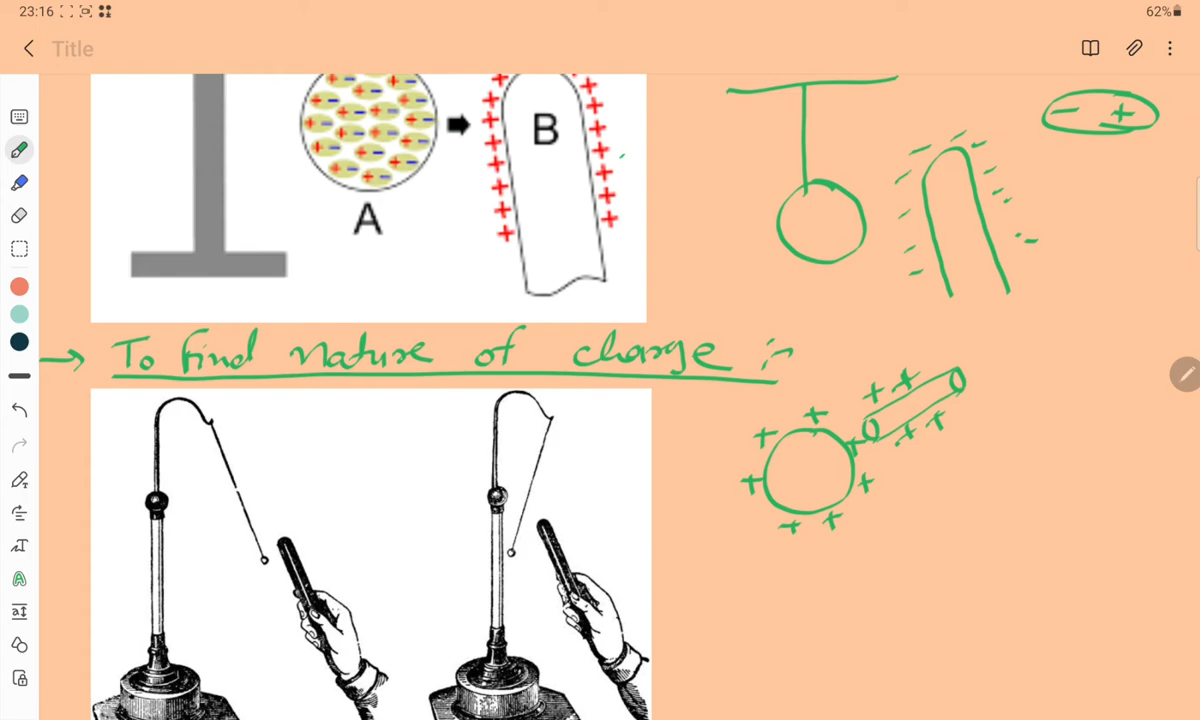 23:16
62%
Title
B
A
→ To find nature of charge :-